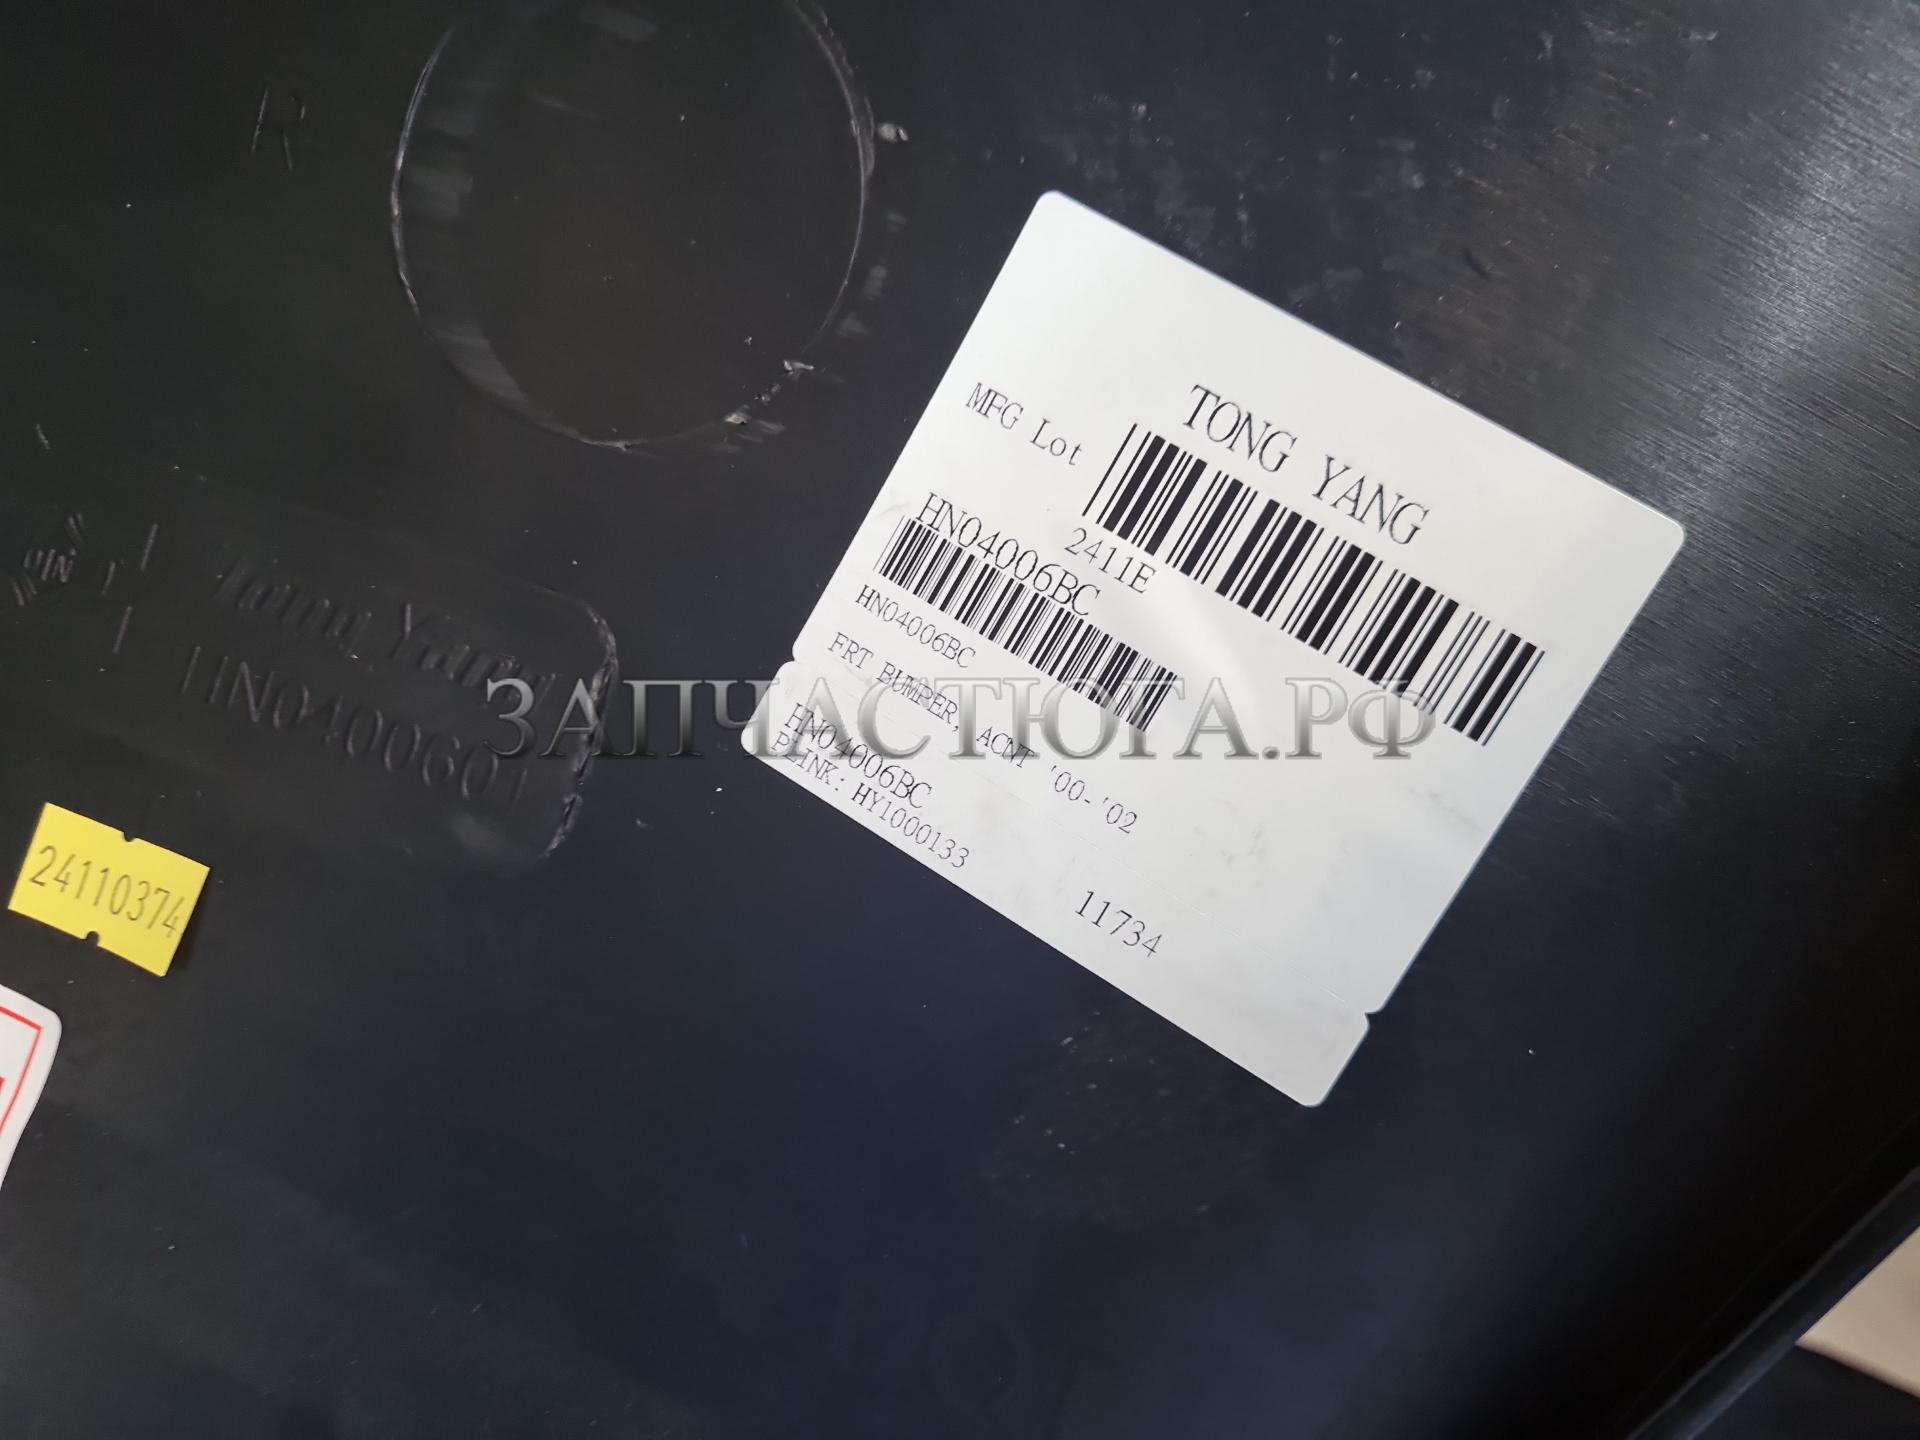 R
TONG YANG
MFG Lot
2411E
HN04006BC
HN04006BC
FRT BUMPER, ACNT '00-'02
HN04006BC
PLINK: HY1000133
11734
Tong Yang
HN0400601
24110374
ЗАПЧАСТЮГА.РФ